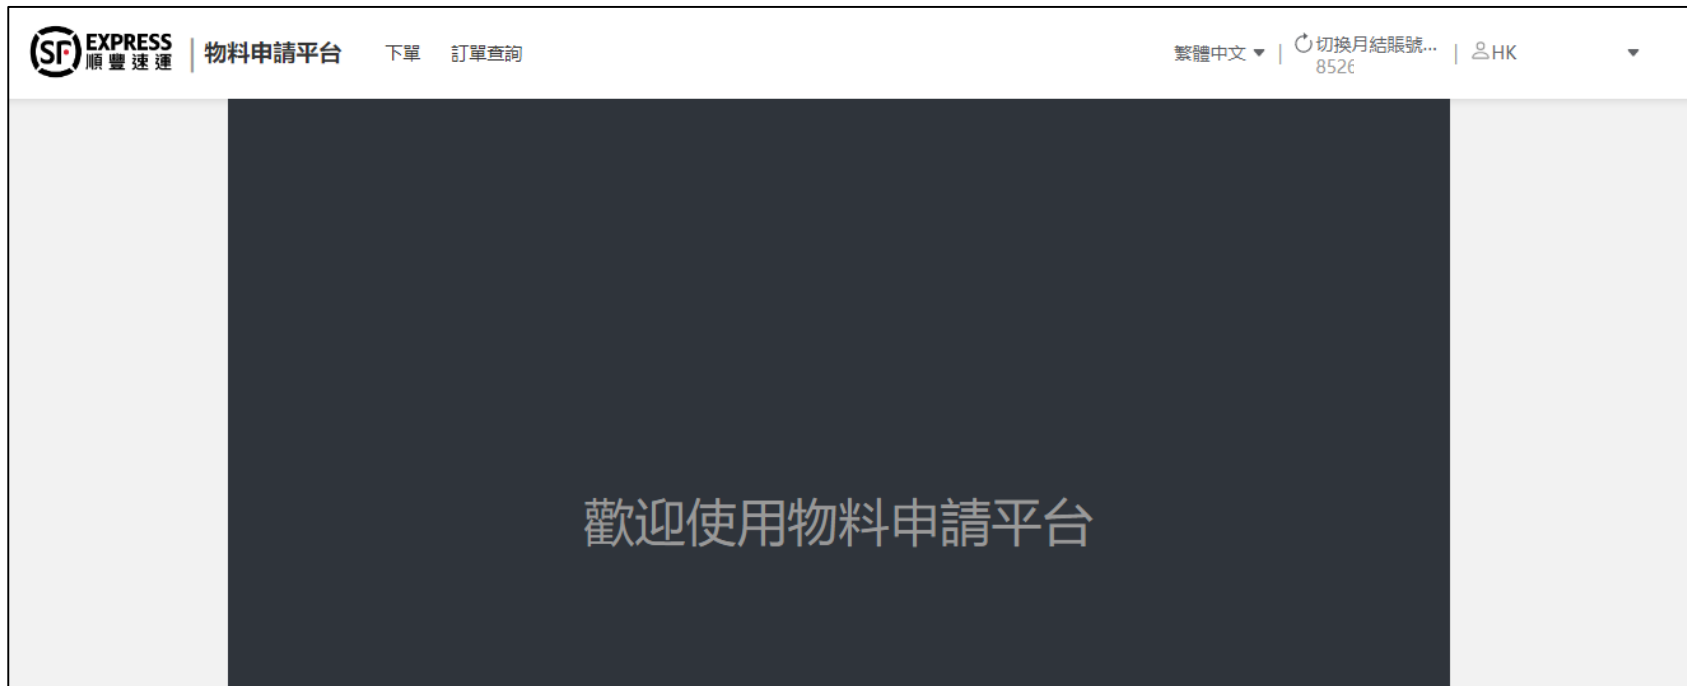 SF EXPRESS
順豐速運
物料申請平台
下單
訂單查詢
繁體中文
切換月結賬號...
8526
HK
歡迎使用物料申請平台